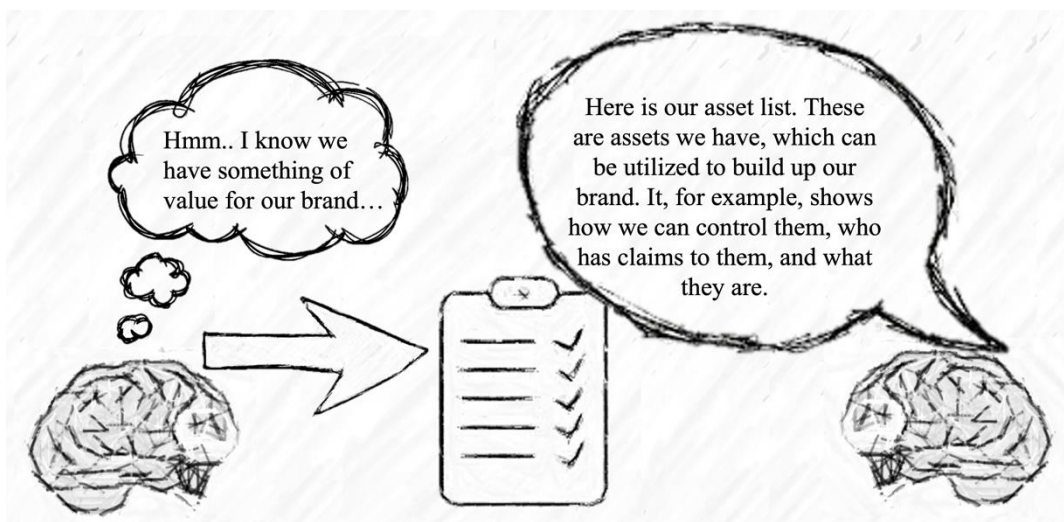 Hmm.. I know we
have something of
value for our brand…
Here is our asset list. These
are assets we have, which can
be utilized to build up our
brand. It, for example, shows
how we can control them, who
has claims to them, and what
they are.